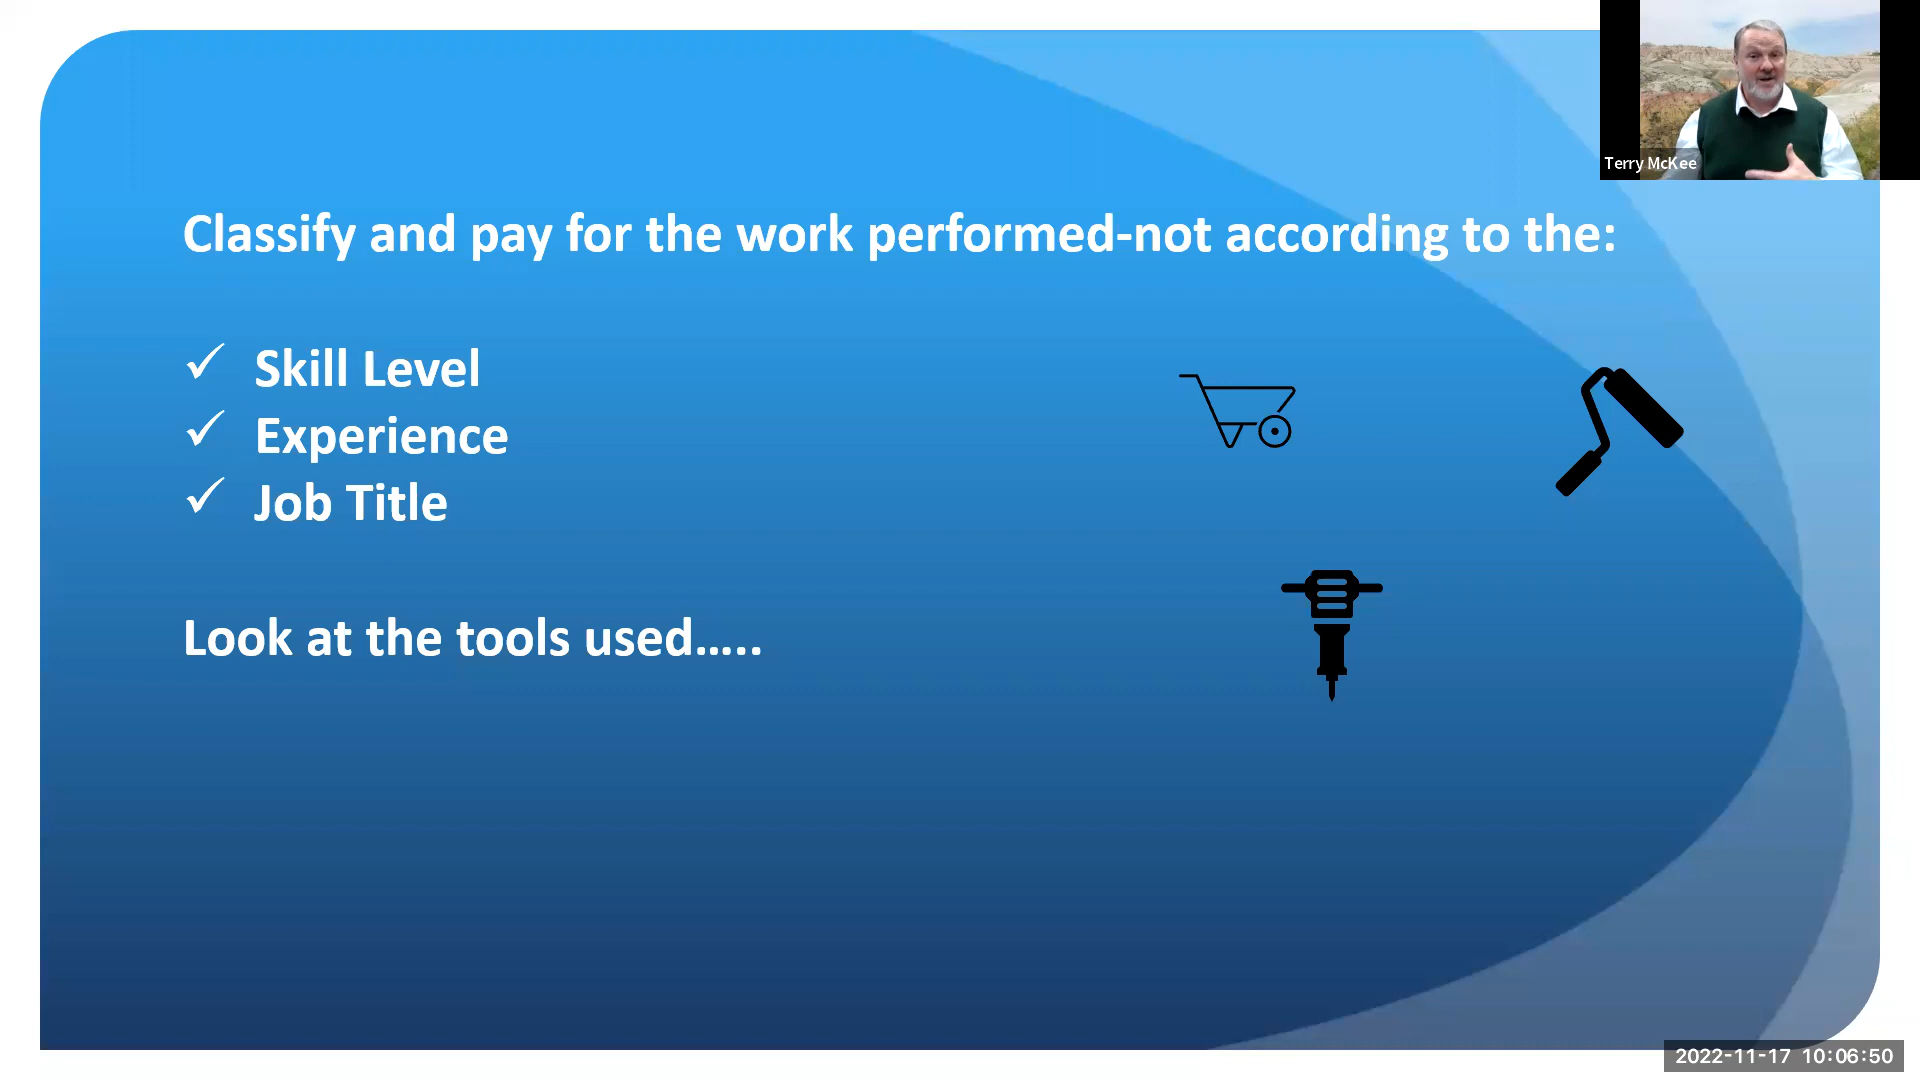 Terry McKee
Classify and pay for the work performed-not according to the:
✓ Skill Level
✓ Experience
✓ Job Title
Look at the tools used.....
2022-11-17 10:06:50